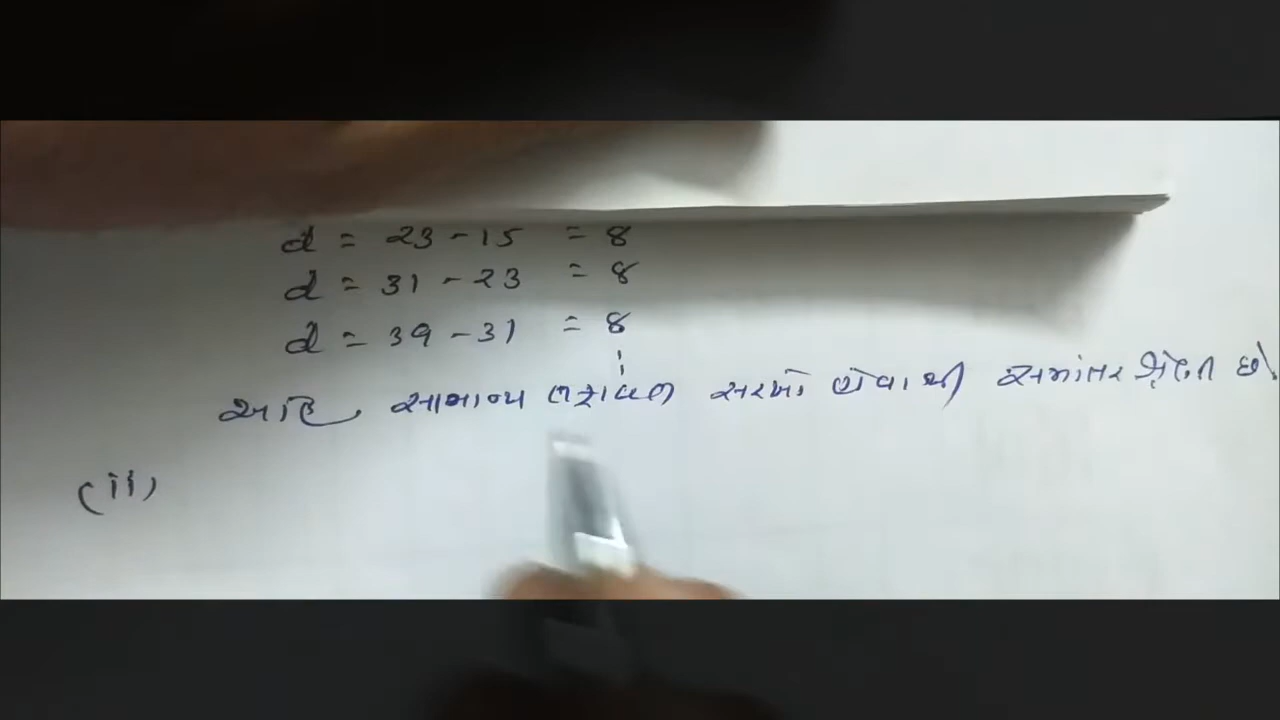 d = 23 - 15 = 8
d = 31 - 23 = 8
d = 39 - 31 = 8
અહિ સામાન્ય તફાવત સરખો હોવાથી સમાંતર શ્રેણી છે.
(ii)